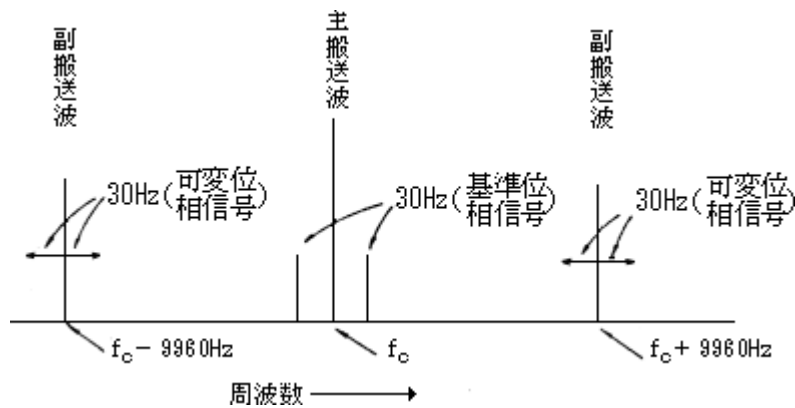 副搬送波
主搬送波
副搬送波
30Hz(可変位相信号)
30Hz(基準位相信号)
30Hz(可変位相信号)
fc－9960Hz
fc
fc＋9960Hz
周波数